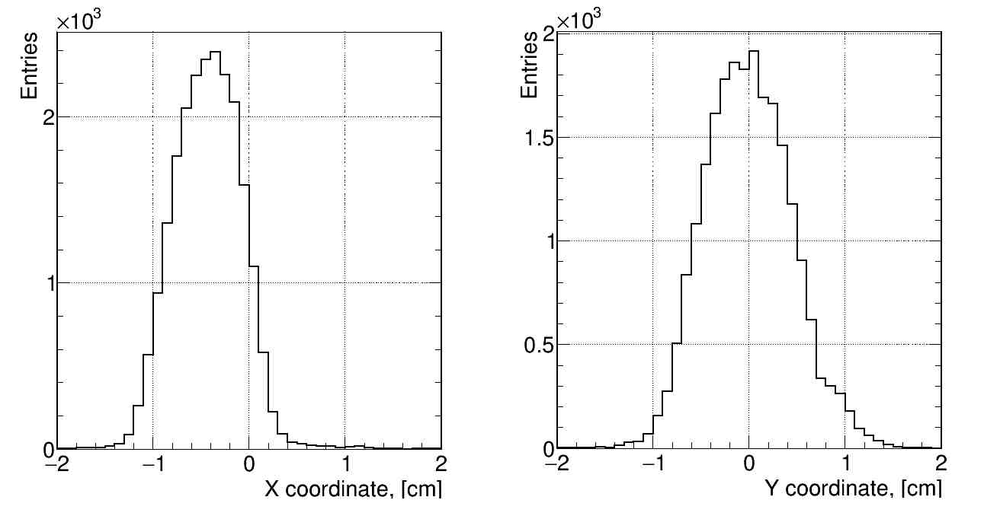 ×10³
Entries
2
1
0
−2 −1 0 1 2
X coordinate, [cm]
×10³
Entries
2
1.5
1
0.5
0
−2 −1 0 1 2
Y coordinate, [cm]